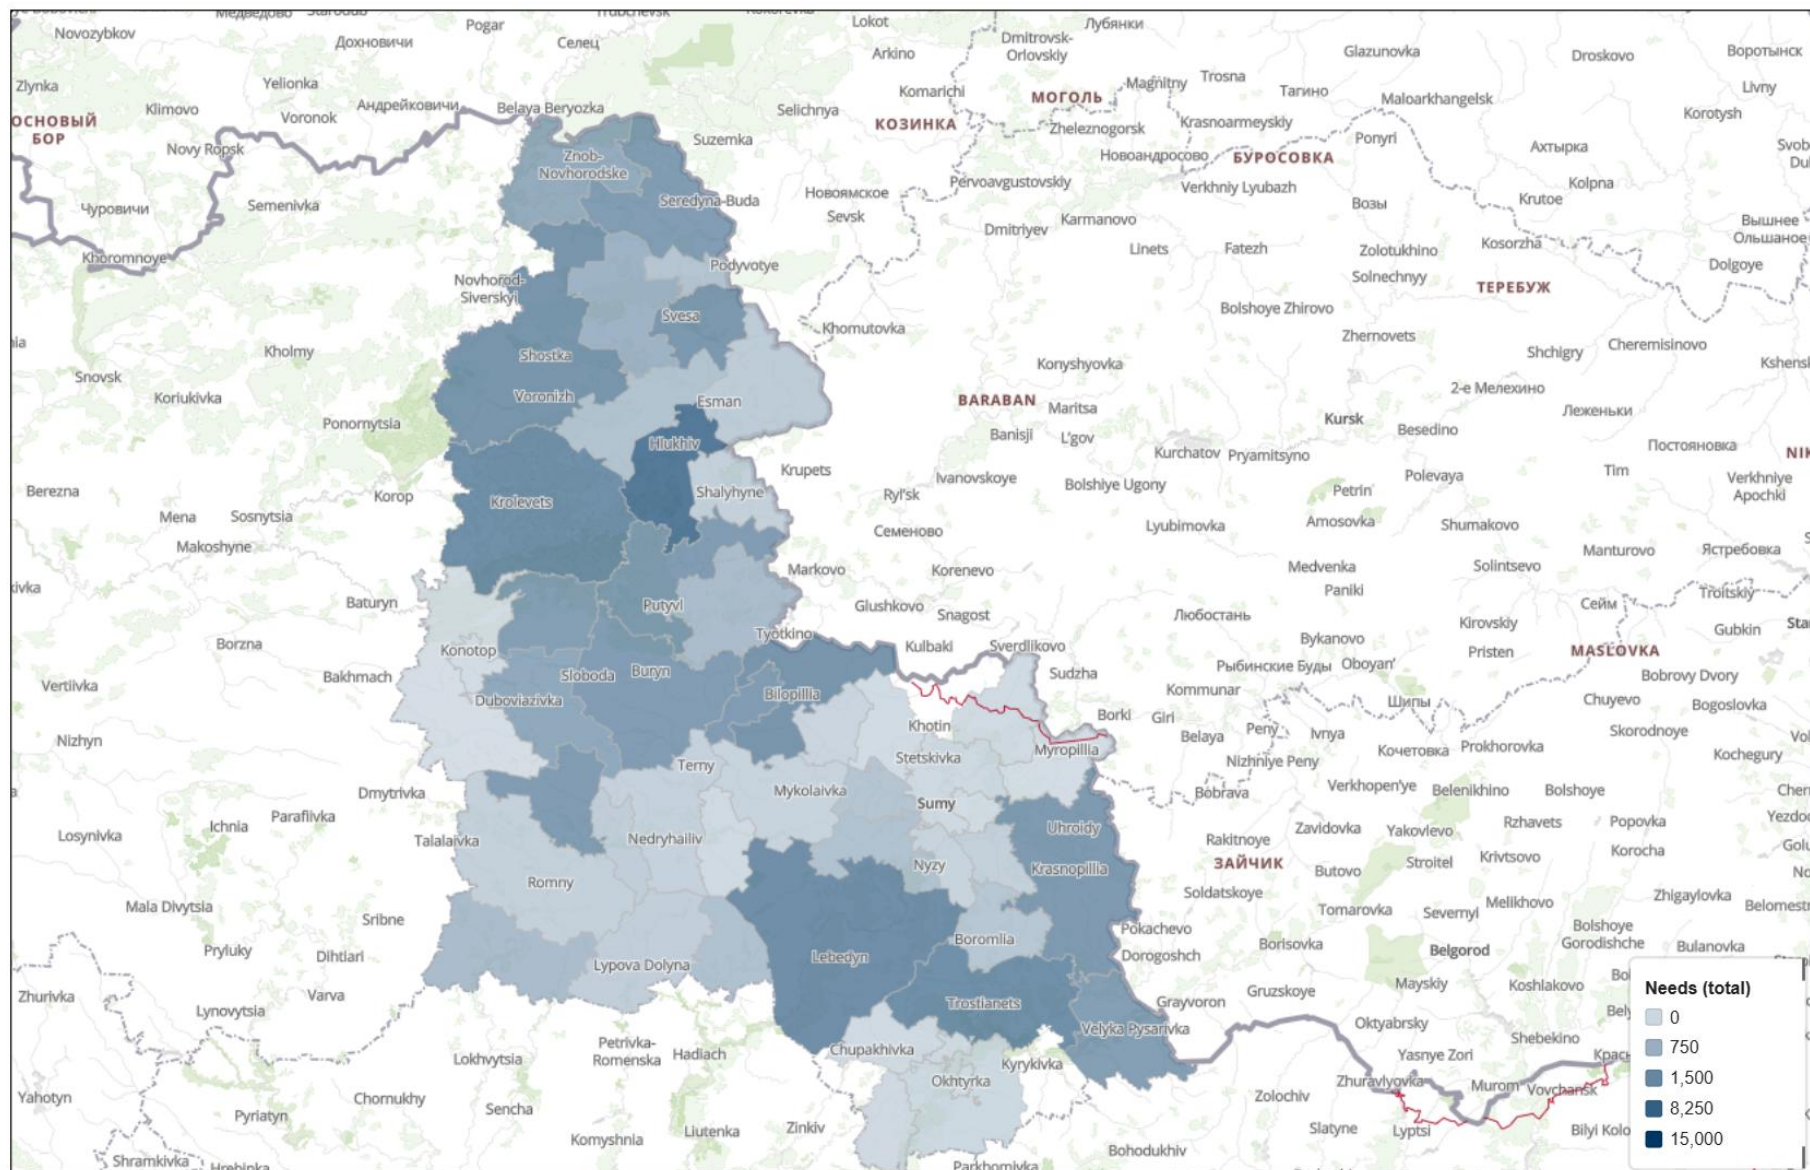 Novozybkov
Дохновичи
Pogar
Селец
Lokot
Arkino
Dmitrovsk-
Orlovskiy
Лубянки
Glazunovka
Droskovo
Воротынск
Zlynka
Klimovo
Yelionka
Voronok
Андрейковичи
Belaya Beryozka
Selichnya
Komarichi
МОГОЛЬ
Magnitny
Trosna
Тагино
Maloarkhangelsk
Livny
Korotysh
ОСНОВЫЙ
БОР
Novy Ropsk
Suzemka
КОЗИНКА
Zheleznogorsk
Krasnoarmeyskiy
Ponyri
Ахтырка
Znob-
Novhorodske
Новоандросово
БУРОСОВКА
Чуровичи
Semenivka
Seredyna-Buda
Новоямское
Sevsk
Pervoavgustovskiy
Verkhniy Lyubazh
Возы
Kolpna
Krutoe
Вышнее
Ольшаное
Khoromnoye
Dmitriyev
Karmanovo
Linets
Fatezh
Zolotukhino
Kosorzha
Dolgoye
Novhorod-
Siverskyi
Podyvotye
Solnechnyy
ТЕРЕБУЖ
Svesa
Khomutovka
Bolshoye Zhirovo
Zhernovets
Cheremisinovo
Shchigry
Kholmy
Snovsk
Koriukivka
Shostka
Voronizh
Esman
Konyshyovka
BARABAN
Maritsa
2-е Мелехино
Леженьки
Ponornytsia
Hlukhiv
Banisji
L'gov
Kursk
Besedino
Постояновка
Kurchatov
Pryamitsyno
Berezna
Korop
Krolevets
Shalyhyne
Krupets
Ryl'sk
Ivanovskoye
Bolshiye Ugony
Petrin
Polevaya
Tim
Verkhniye
Apochki
Mena
Sosnytsia
Makoshyne
Семеново
Lyubimovka
Amosovka
Shumakovo
Manturovo
Ястребовка
Markovo
Korenevo
Medvenka
Paniki
Solintsevo
Baturyn
Putyvl
Glushkovo
Snagost
Любостань
Сейм
Troitskiy
Borzna
Konotop
Tyotkino
Kulbaki
Sverdlikovo
Bykanovo
Kirovskiy
Pristen
Gubkin
MASLOVKA
Vertiivka
Bakhmach
Sloboda
Buryn
Sudzha
Рыбинские Буды
Oboyan'
Bobrovy Dvory
Duboviazivka
Bilopillia
Kommunar
Шипы
Chuyevo
Bogoslovka
Nizhyn
Khotin
Borki
Giri
Belaya
Peny
Ivnya
Кочетовка
Prokhorovka
Skorodnoye
Terny
Stetskivka
Myropillia
Nizhniye Peny
Kochegury
Dmytrivka
Mykolaivka
Sumy
Bobrava
Verkhopen'ye
Belenikhino
Bolshoye
Losynivka
Ichnia
Parafiivka
Talalaivka
Nedryhailiv
Uhroidy
Rakitnoye
Zavidovka
Yakovlevo
Rzhavets
Popovka
Romny
Nyzy
Krasnopillia
ЗАЙЧИК
Butovo
Stroitel
Krivtsovo
Korocha
Mala Divytsia
Sribne
Soldatskoye
Tomarovka
Severnyi
Melikhovo
Zhigaylovka
Pryluky
Dihtiari
Lebedyn
Boromlia
Pokachevo
Dorogoshch
Borisovka
Belgorod
Bolshoye
Gorodishche
Bulanovka
Zhurivka
Varva
Lypova Dolyna
Trostianets
Grayvoron
Gruzskoye
Mayskiy
Koshlakovo
Lynovytsia
Velyka Pysarivka
Oktyabrsky
Shebekino
Petrivka-
Romenska
Hadiach
Lokhvytsia
Chupakhivka
Kyrykivka
Yasnye Zori
Okhtyrka
Zhuravlyovka
Murom
Vovchansk
Yahotyn
Pyriatyn
Chornukhy
Sencha
Liutenka
Zinkiv
Zolochiv
Slatyne
Lyptsi
Komyshnia
Bohodukhiv
Shramkivka
Hrebinka
Parkhomivka
Needs (total)
0
750
1,500
8,250
15,000